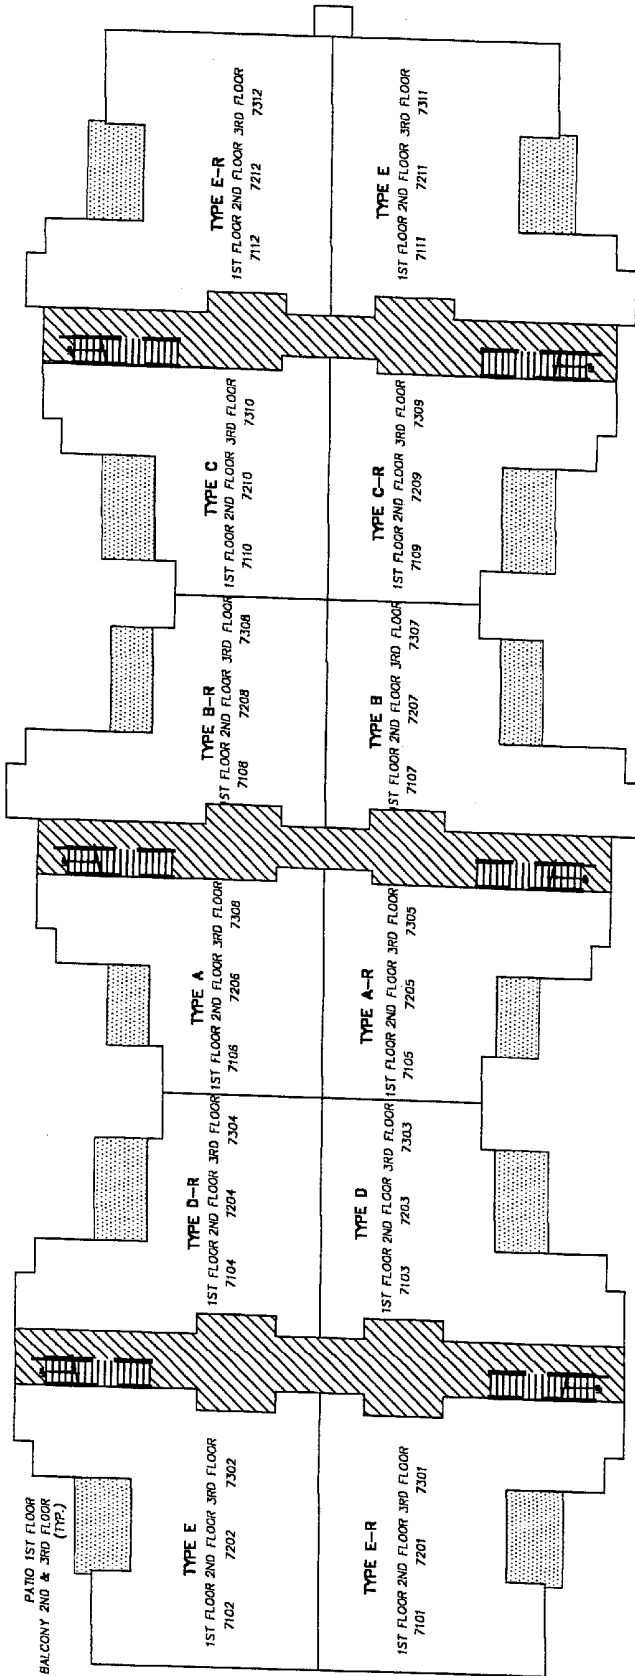 PATIO 1ST FLOOR
BALCONY 2ND & 3RD FLOOR
(TYP.)
TYPE E
1ST FLOOR 2ND FLOOR 3RD FLOOR
7102 7202 7302
TYPE D-R
1ST FLOOR 2ND FLOOR 3RD FLOOR
7104 7204 7304
TYPE A
1ST FLOOR 2ND FLOOR 3RD FLOOR
7106 7206 7306
TYPE B-R
1ST FLOOR 2ND FLOOR 3RD FLOOR
7108 7208 7308
TYPE C
1ST FLOOR 2ND FLOOR 3RD FLOOR
7110 7210 7310
TYPE E-R
1ST FLOOR 2ND FLOOR 3RD FLOOR
7112 7212 7312
TYPE E-R
1ST FLOOR 2ND FLOOR 3RD FLOOR
7101 7201 7301
TYPE D
1ST FLOOR 2ND FLOOR 3RD FLOOR
7103 7203 7303
TYPE A-R
1ST FLOOR 2ND FLOOR 3RD FLOOR
7105 7205 7305
TYPE B
1ST FLOOR 2ND FLOOR 3RD FLOOR
7107 7207 7307
TYPE C-R
1ST FLOOR 2ND FLOOR 3RD FLOOR
7109 7209 7309
TYPE E
1ST FLOOR 2ND FLOOR 3RD FLOOR
7111 7211 7311